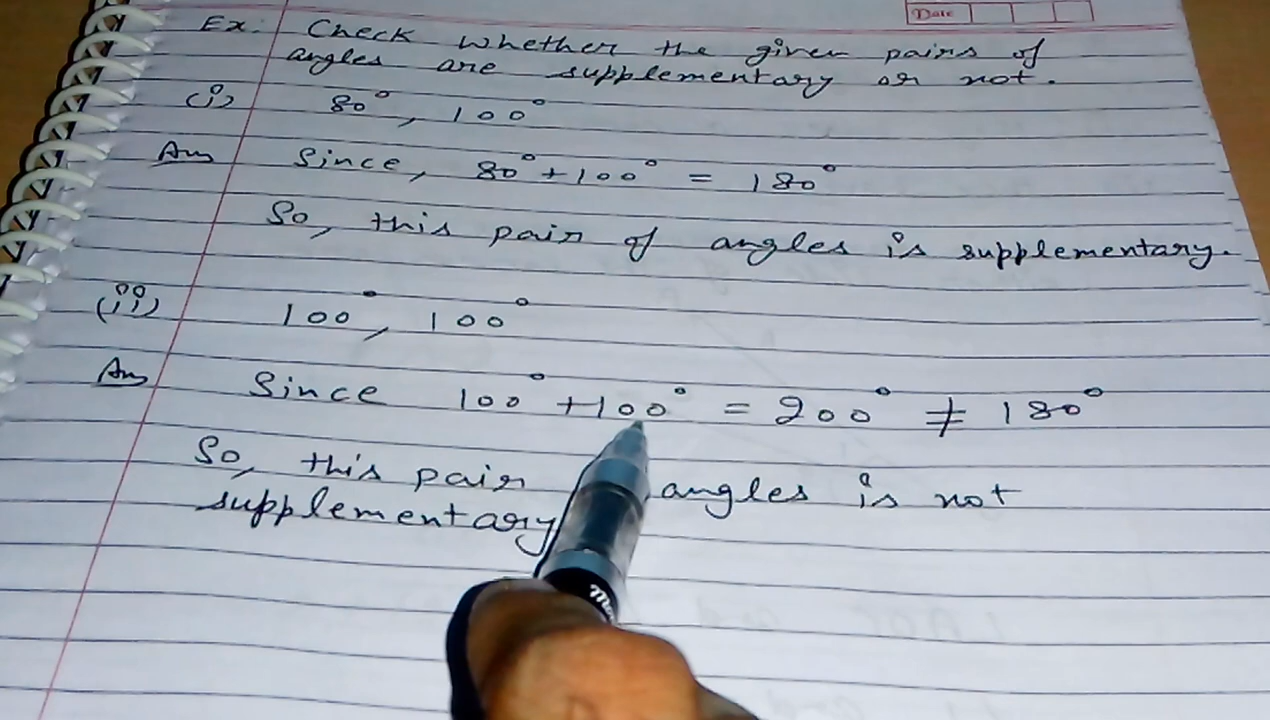 Date
Ex: Check whether the given pairs of
angles are supplementary or not.
(i) 80°, 100°
Ans Since, 80° + 100° = 180°
So, this pair of angles is supplementary.
(ii) 100°, 100°
Ans Since 100° + 100° = 200° ≠ 180°
So, this pair angles is not
supplementary